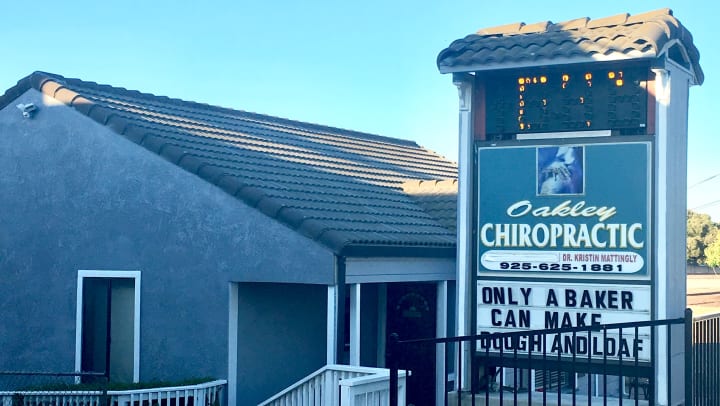 Oakley
CHIROPRACTIC
DR. KRISTIN MATTINGLY
925-625-1881
ONLY A BAKER
CAN MAKE
DOUGH AND LOAF